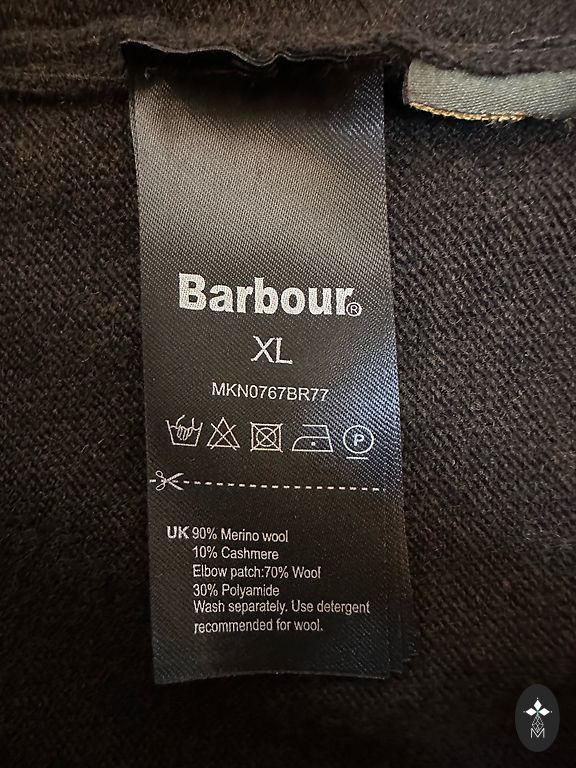 Barbour®
XL
MKN0767BR77
P
UK 90% Merino wool
10% Cashmere
Elbow patch:70% Wool
30% Polyamide
Wash separately. Use detergent
recommended for wool.
M